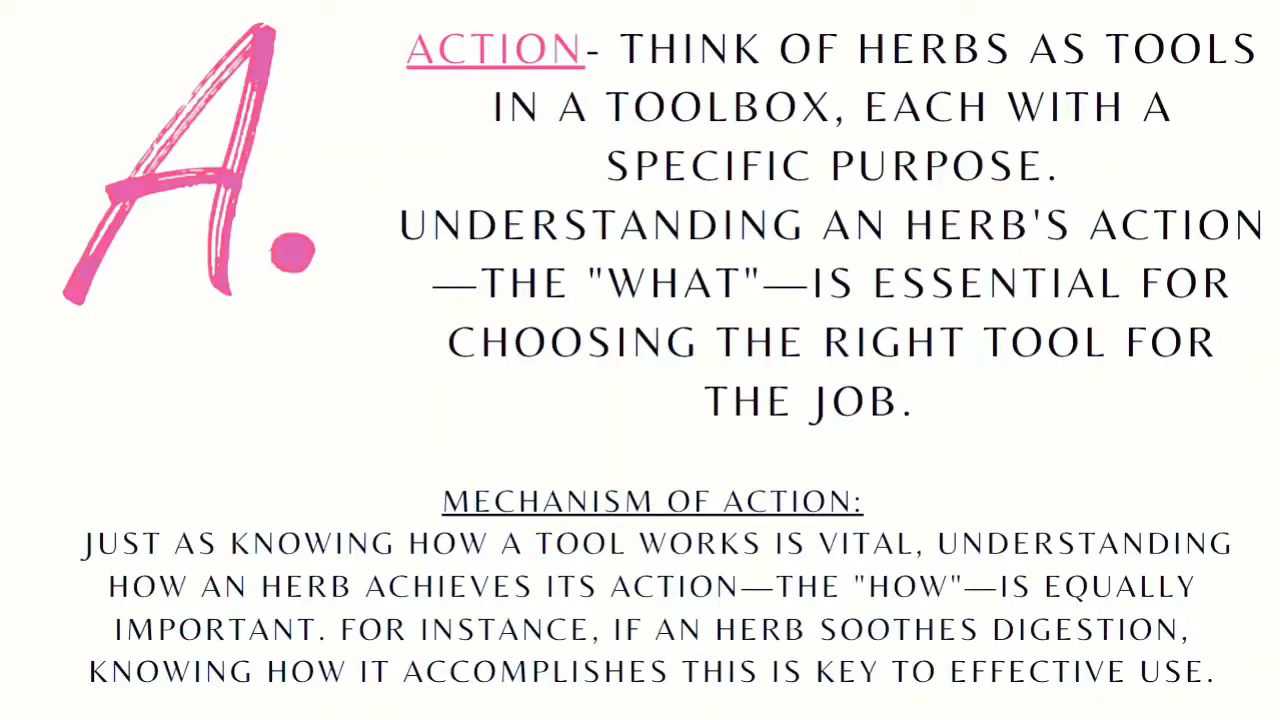 A.
ACTION- THINK OF HERBS AS TOOLS
IN A TOOLBOX, EACH WITH A
SPECIFIC PURPOSE.
UNDERSTANDING AN HERB'S ACTION
—THE "WHAT"—IS ESSENTIAL FOR
CHOOSING THE RIGHT TOOL FOR
THE JOB.
MECHANISM OF ACTION:
JUST AS KNOWING HOW A TOOL WORKS IS VITAL, UNDERSTANDING
HOW AN HERB ACHIEVES ITS ACTION—THE "HOW"—IS EQUALLY
IMPORTANT. FOR INSTANCE, IF AN HERB SOOTHES DIGESTION,
KNOWING HOW IT ACCOMPLISHES THIS IS KEY TO EFFECTIVE USE.